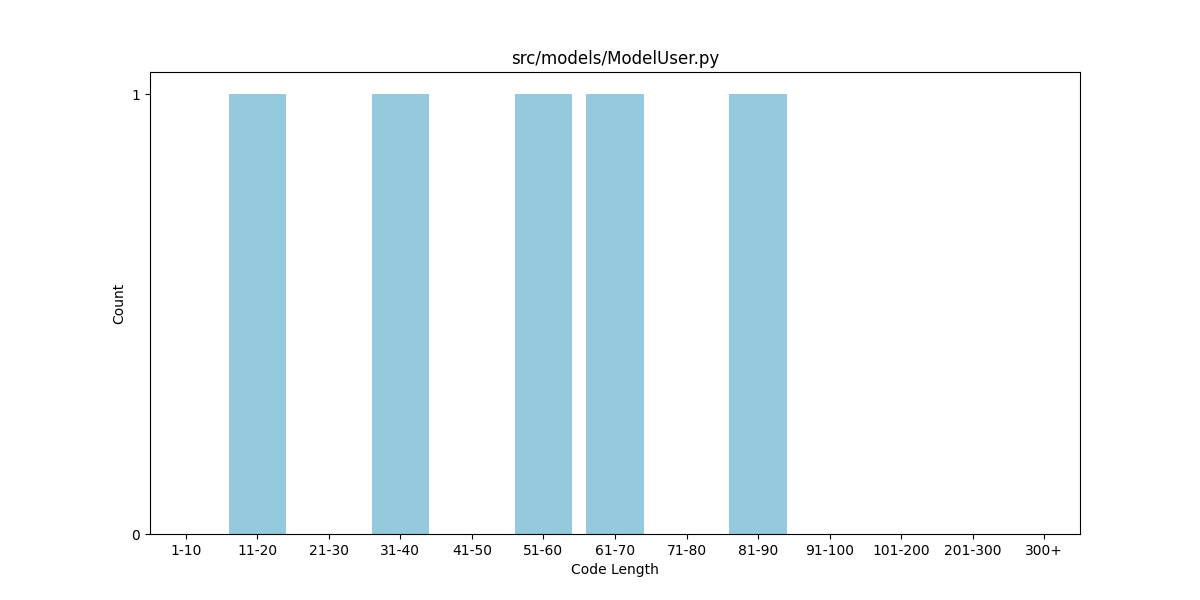 src/models/ModelUser.py
1
Count
0
1-10 11-20 21-30 31-40 41-50 51-60 61-70 71-80 81-90 91-100 101-200 201-300 300+
Code Length